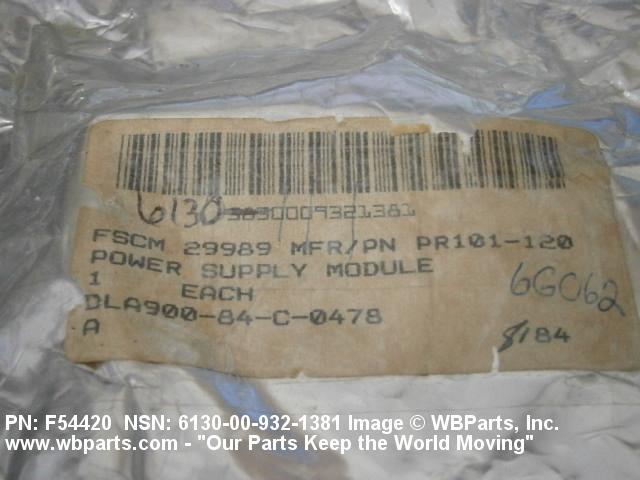 6130 3830009321381
FSCM 29989 MFR/PN PR101-120
POWER SUPPLY MODULE
1 EACH
6GC62
DLA900-84-C-0478
A
8184
PN: F54420 NSN: 6130-00-932-1381 Image © WBParts, Inc.
www.wbparts.com - "Our Parts Keep the World Moving"